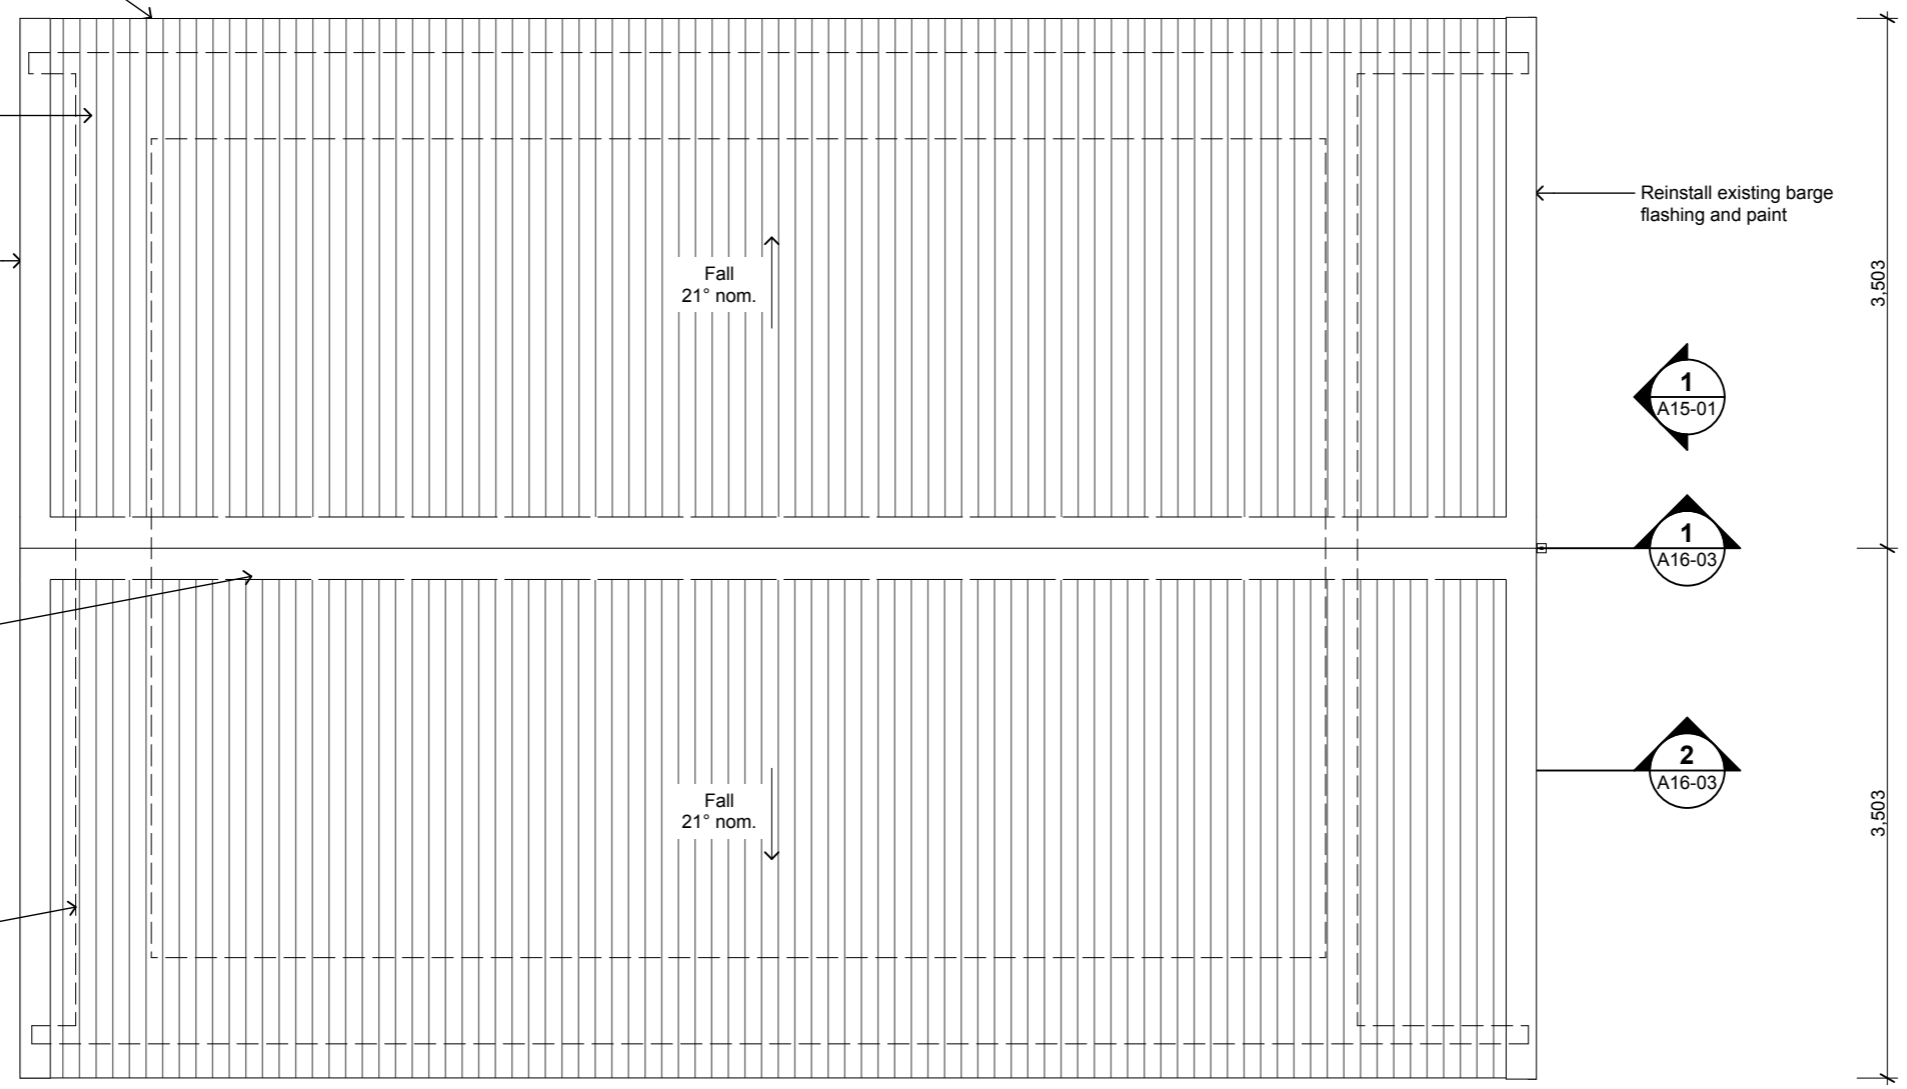 Reinstall existing barge
flashing and paint
3,503
Fall
21° nom.
1
A15-01
1
A16-03
2
A16-03
Fall
21° nom.
3,503